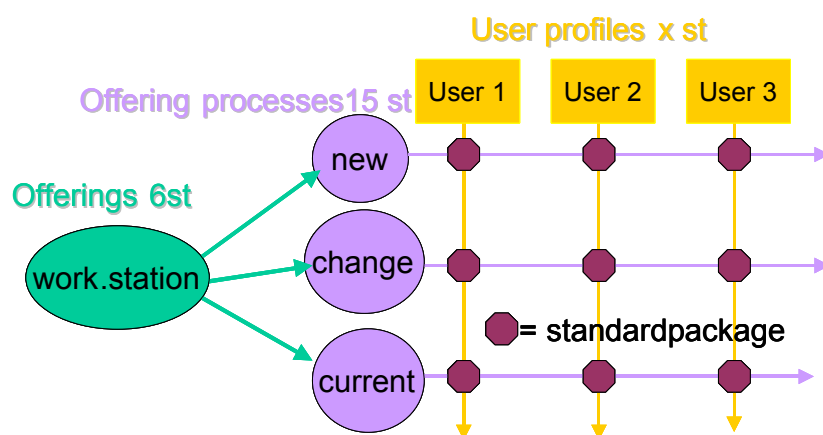 User profiles x st
Offering processes15 st
User 1
User 2
User 3
new
Offerings 6st
change
work.station
= standardpackage
current